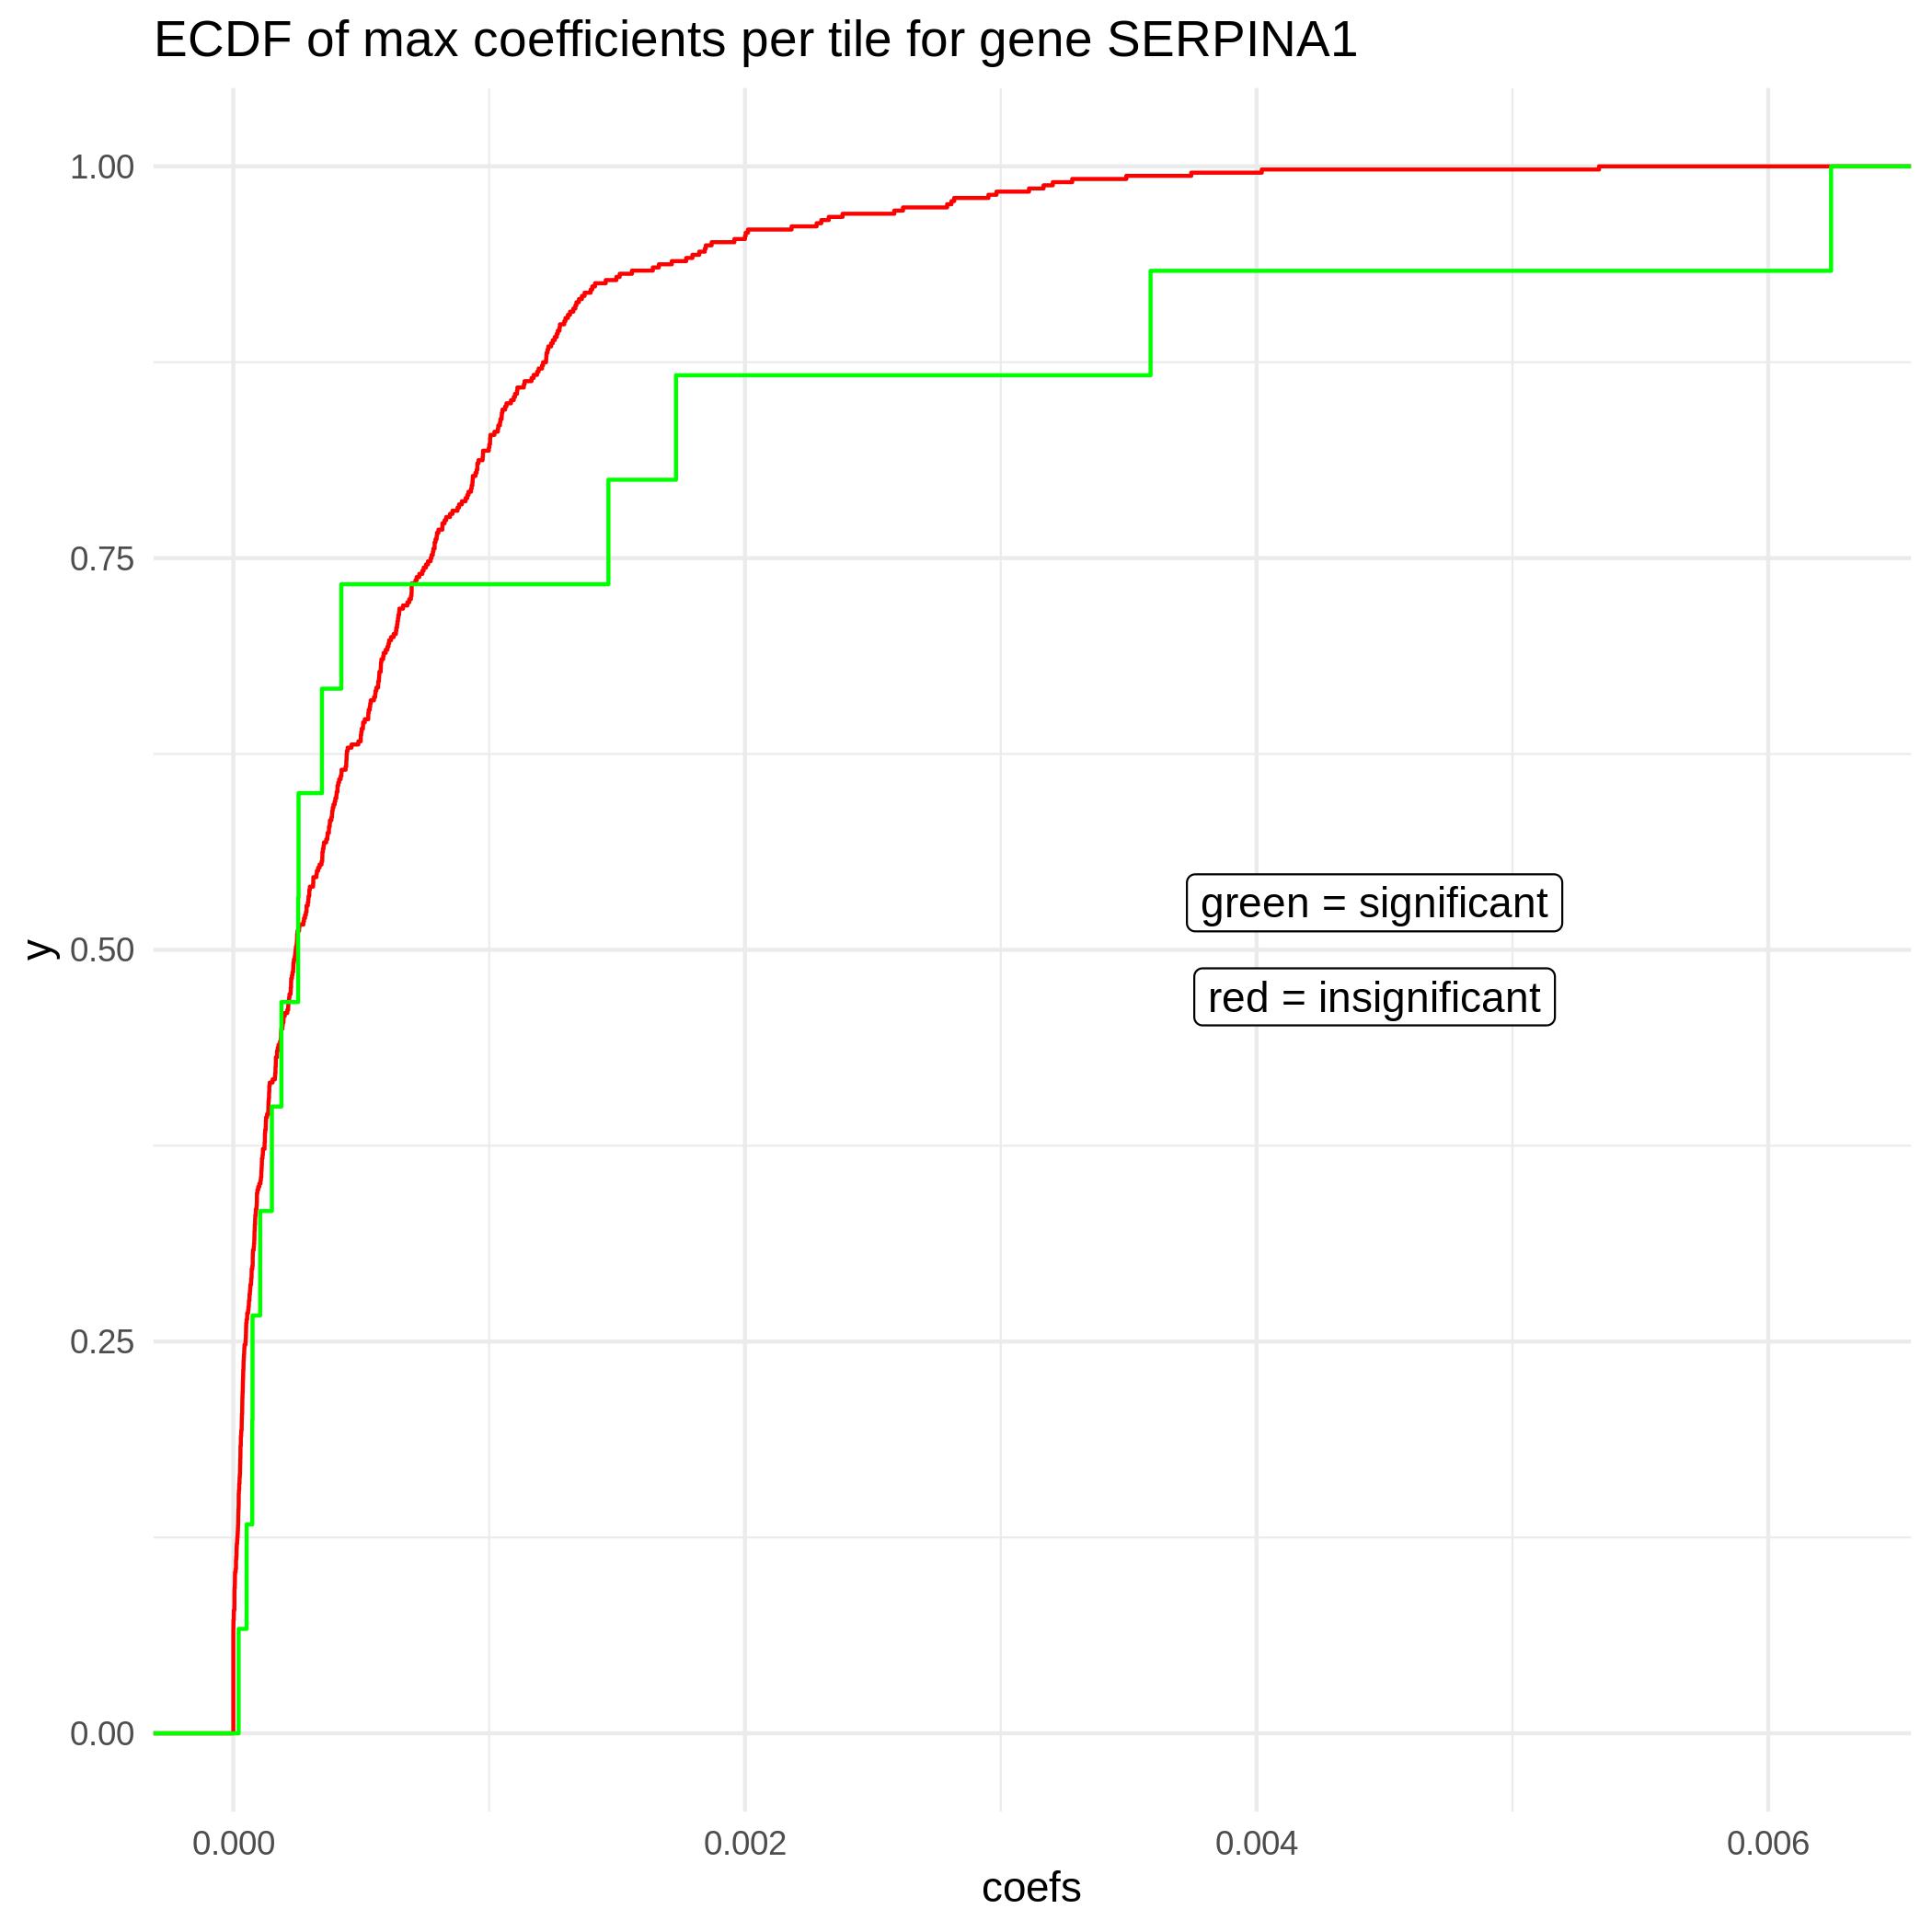 ECDF of max coefficients per tile for gene SERPINA1
1.00
0.75
0.50
0.25
0.00
y
green = significant
red = insignificant
0.000 0.002 0.004 0.006
coefs